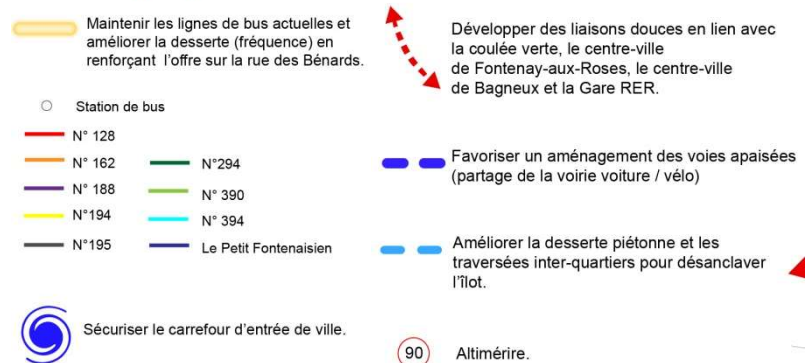 Maintenir les lignes de bus actuelles et
améliorer la desserte (fréquence) en
renforçant l'offre sur la rue des Bénards.
Station de bus
N° 128
N° 162
N° 188
N°194
N°195
N°294
N° 390
N° 394
Le Petit Fontenaisien
Sécuriser le carrefour d'entrée de ville.
Développer des liaisons douces en lien avec
la coulée verte, le centre-ville
de Fontenay-aux-Roses, le centre-ville
de Bagneux et la Gare RER.
Favoriser un aménagement des voies apaisées
(partage de la voirie voiture / vélo)
Améliorer la desserte piétonne et les
traversées inter-quartiers pour désanclaver
l'îlot.
90 Altimérire.